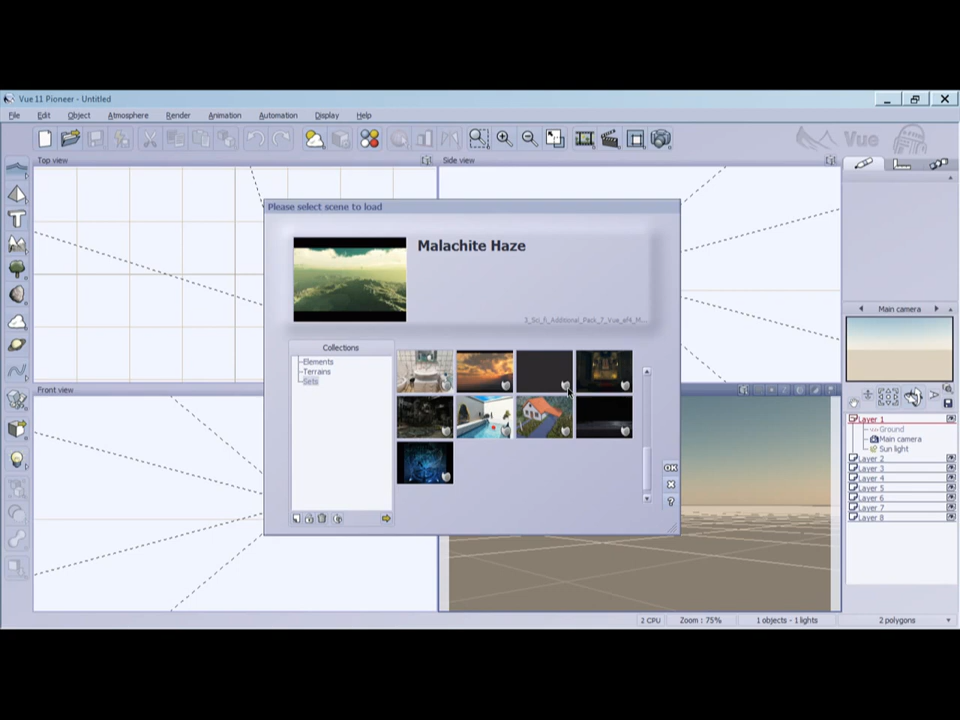 Vue 11 Pioneer - Untitled
File Edit Object Atmosphere Render Animation Automation Display Help
Vue
Top view
Side view
Please select scene to load
Malachite Haze
3_Sci_fi_Additional_Pack_7_Vue_ef4_M...
Main camera
Collections
Elements
Terrains
Sets
Front view
OK
?
Layer 1
Ground
Main camera
Sun light
Layer 2
Layer 3
Layer 4
Layer 5
Layer 6
Layer 7
Layer 8
2 CPU Zoom : 75% 1 objects - 1 lights 2 polygons